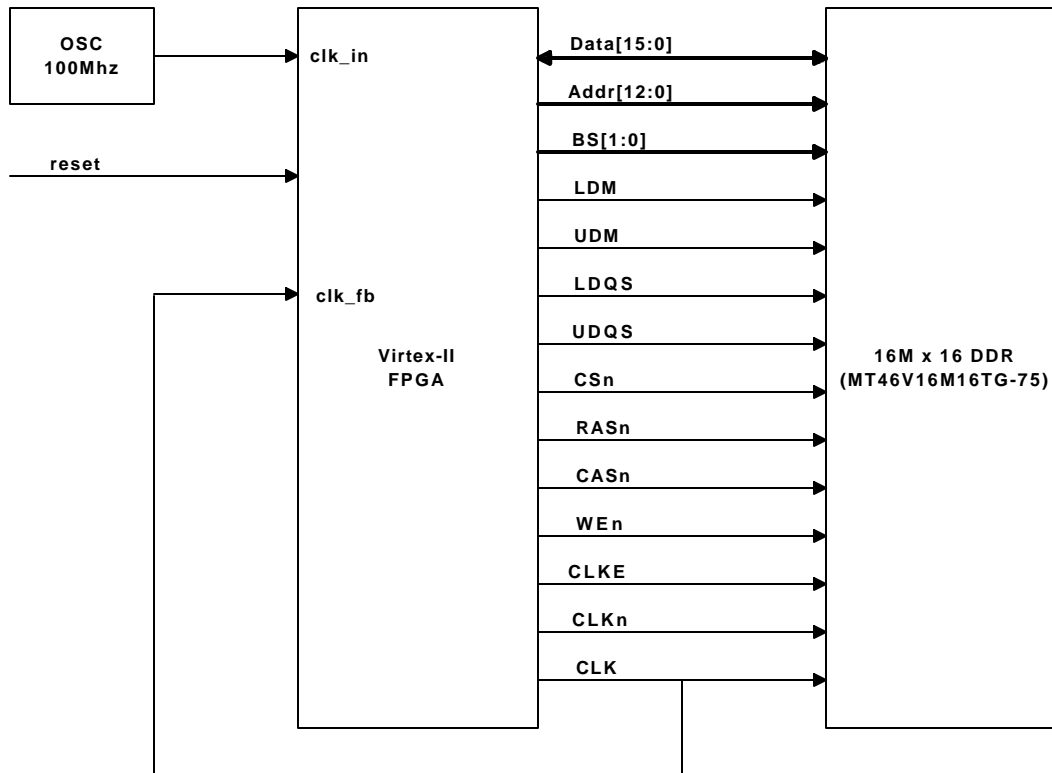 OSC
100Mhz
clk_in
reset
clk_fb
Virtex-II
FPGA
Data[15:0]
Addr[12:0]
BS[1:0]
LDM
UDM
LDQS
UDQS
CSn
RASn
CASn
WEn
CLKE
CLKn
CLK
16M x 16 DDR
(MT46V16M16TG-75)